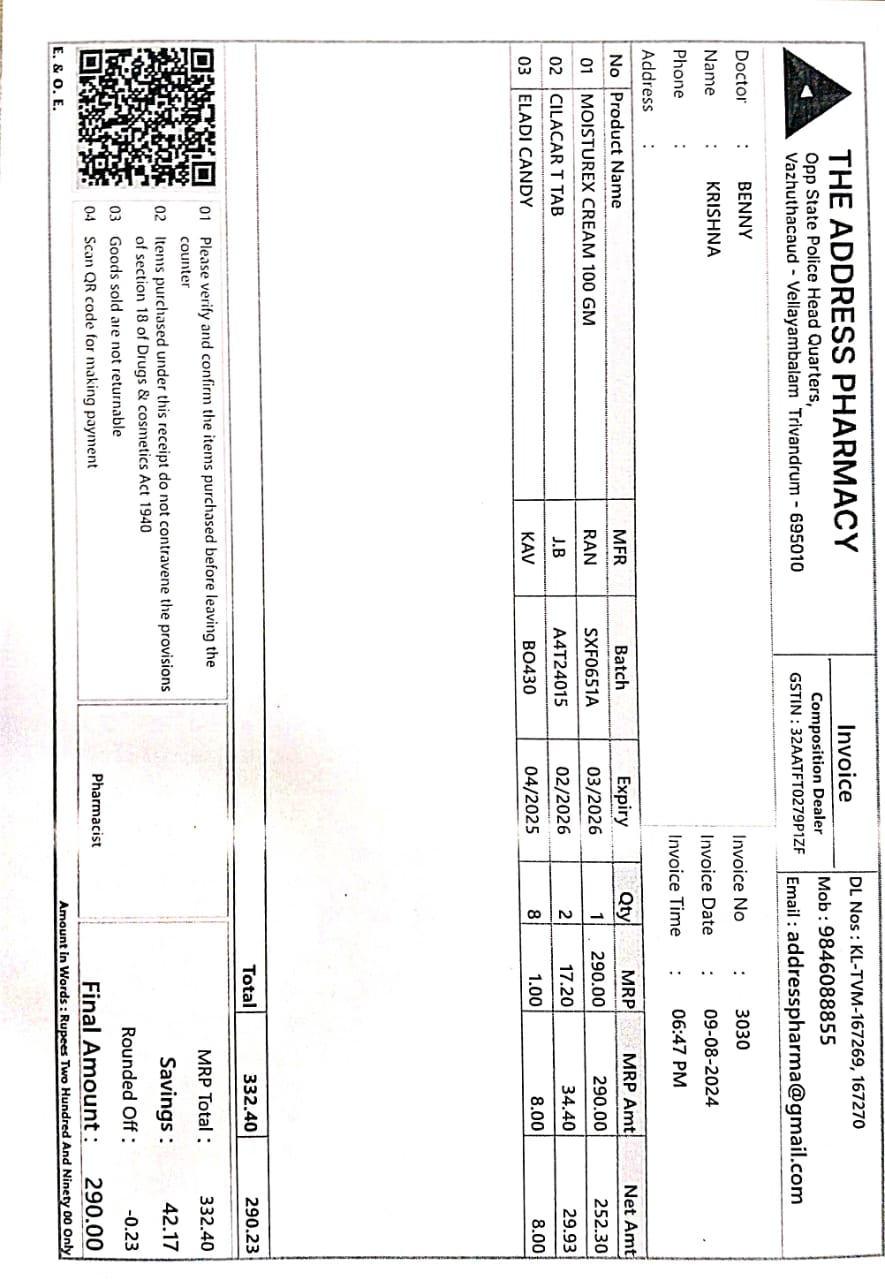 THE ADDRESS PHARMACY
Opp State Police Head Quarters,
Vazhuthacaud - Vellayambalam Trivandrum - 695010
Invoice
Composition Dealer
GSTIN : 32AATFT0279P1ZF
DL Nos : KL-TVM-167269, 167270
Mob : 9846088855
Email : addresspharma@gmail.com
Doctor : BENNY
Name : KRISHNA
Phone :
Address :
Invoice No : 3030
Invoice Date : 09-08-2024
Invoice Time : 06:47 PM
No Product Name MFR Batch Expiry Qty MRP MRP Amt Net Amt
01 MOISTUREX CREAM 100 GM RAN SXF0651A 03/2026 1 290.00 290.00 252.30
02 CILACAR T TAB J.B A4T24015 02/2026 2 17.20 34.40 29.93
03 ELADI CANDY KAV BO430 04/2025 8 1.00 8.00 8.00
Total 332.40 290.23
01 Please verify and confirm the items purchased before leaving the
counter
02 Items purchased under this receipt do not contravene the provisions
of section 18 of Drugs & cosmetics Act 1940
03 Goods sold are not returnable
04 Scan QR code for making payment
Pharmacist
MRP Total : 332.40
Savings : 42.17
Rounded Off : -0.23
Final Amount : 290.00
E. & O. E.
Amount in Words : Rupees Two Hundred And Ninety 00 Only